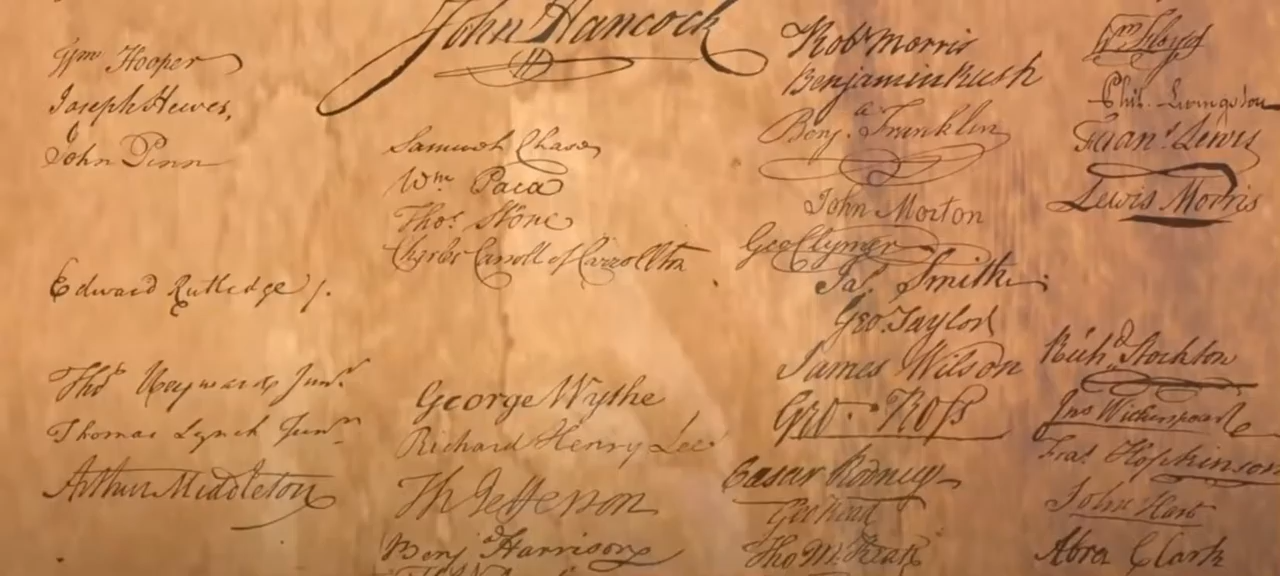 John Hancock
Wm Hooper
Joseph Hewes,
John Penn
Edward Rutledge /.
Thos Heyward Junr.
Thomas Lynch Junr
Arthur Middleton
Samuel Chase
Wm Paca
Thos Stone
Charles Carroll of Carrollton
George Wythe
Richard Henry Lee
Th Jefferson
Benj Harrison
Robt Morris
Benjamin Rush
Benja. Franklin
John Morton
Geo Clymer
Jas. Smith
Geo. Taylor
James Wilson
Geo. Ross
Caesar Rodney
Geo Read
Tho M:Kean
Wm Floyd
Phil. Livingston
Frans. Lewis
Lewis Morris
Richd. Stockton
Jno Witherspoon
Fras. Hopkinson
John Hart
Abra Clark